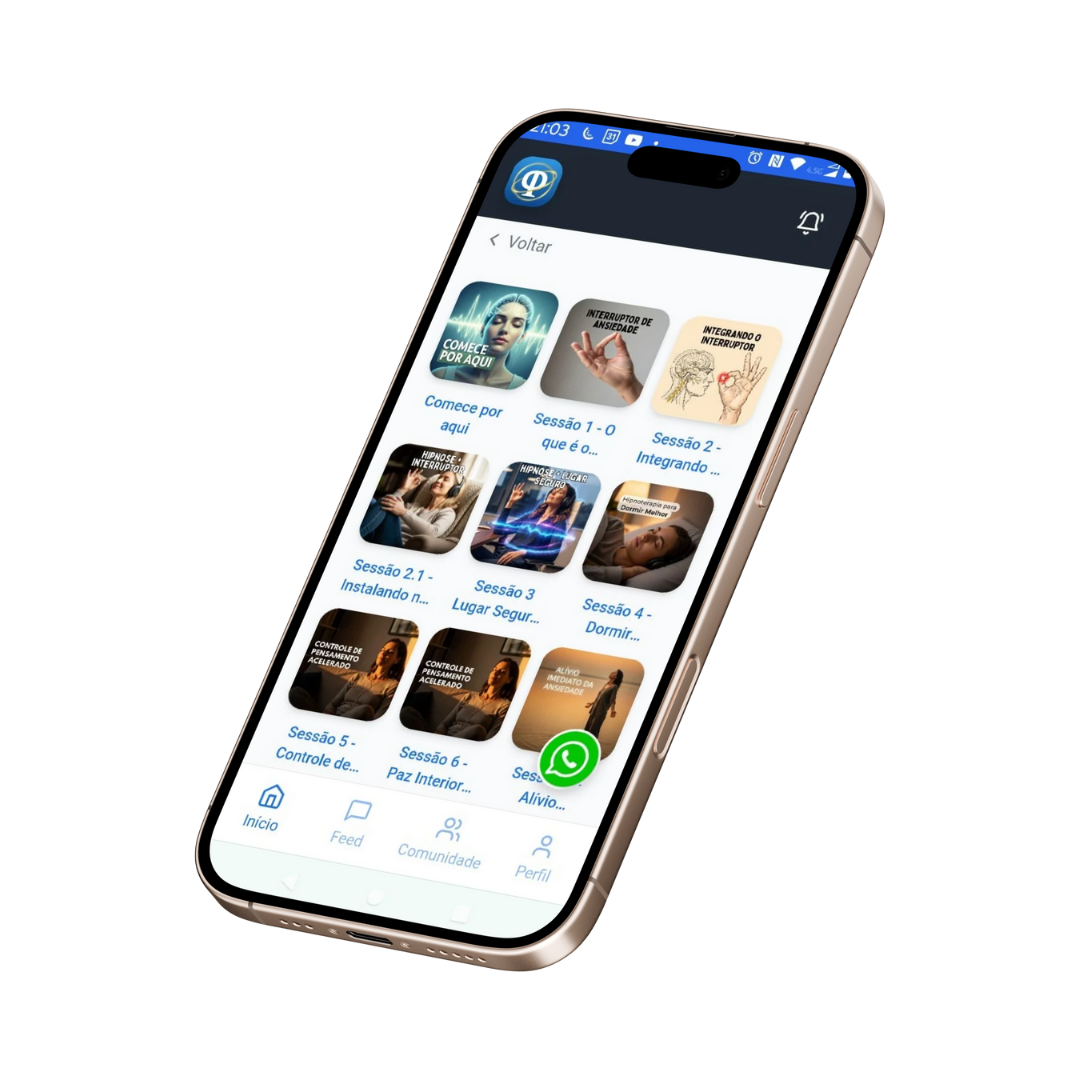 21:03
31
4,5G
Φ
Voltar
COMECE
POR AQUI
INTERRUPTOR DE
ANSIEDADE
INTEGRANDO O
INTERRUPTOR
Comece por
aqui
Sessão 1 - O
que é o...
Sessão 2 -
Integrando ...
HIPNOSE +
INTERRUPTOR
HIPNOSE + LUGAR
SEGURO
Hipnoterapia para
Dormir Melhor
Sessão 2.1 -
Instalando n...
Sessão 3
Lugar Segur...
Sessão 4 -
Dormir...
CONTROLE DE
PENSAMENTO
ACELERADO
CONTROLE DE
PENSAMENTO
ACELERADO
ALÍVIO
IMEDIATO DA
ANSIEDADE
Sessão 5 -
Controle de...
Sessão 6 -
Paz Interior...
Alívio...
Início
Feed
Comunidade
Perfil